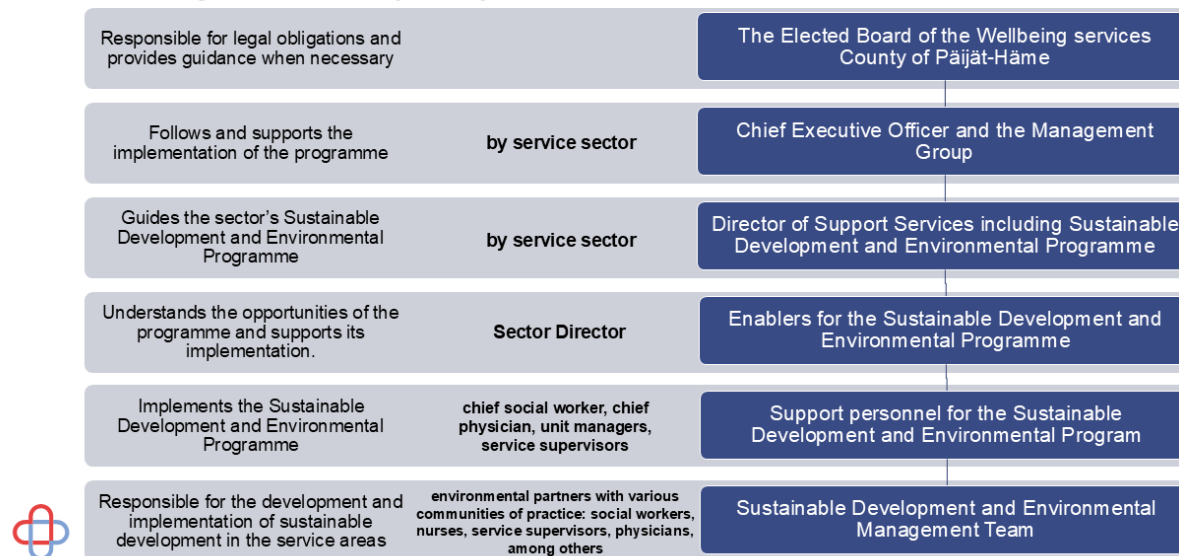 Responsible for legal obligations and
provides guidance when necessary
The Elected Board of the Wellbeing services
County of Päijät-Häme
Follows and supports the
implementation of the programme
by service sector
Chief Executive Officer and the Management
Group
Guides the sector's Sustainable
Development and Environmental
Programme
by service sector
Director of Support Services including Sustainable
Development and Environmental Programme
Understands the opportunities of the
programme and supports its
implementation.
Sector Director
Enablers for the Sustainable Development and
Environmental Programme
Implements the Sustainable
Development and Environmental
Programme
chief social worker, chief
physician, unit managers,
service supervisors
Support personnel for the Sustainable
Development and Environmental Program
Responsible for the development and
implementation of sustainable
development in the service areas
environmental partners with various
communities of practice: social workers,
nurses, service supervisors, physicians,
among others
Sustainable Development and Environmental
Management Team